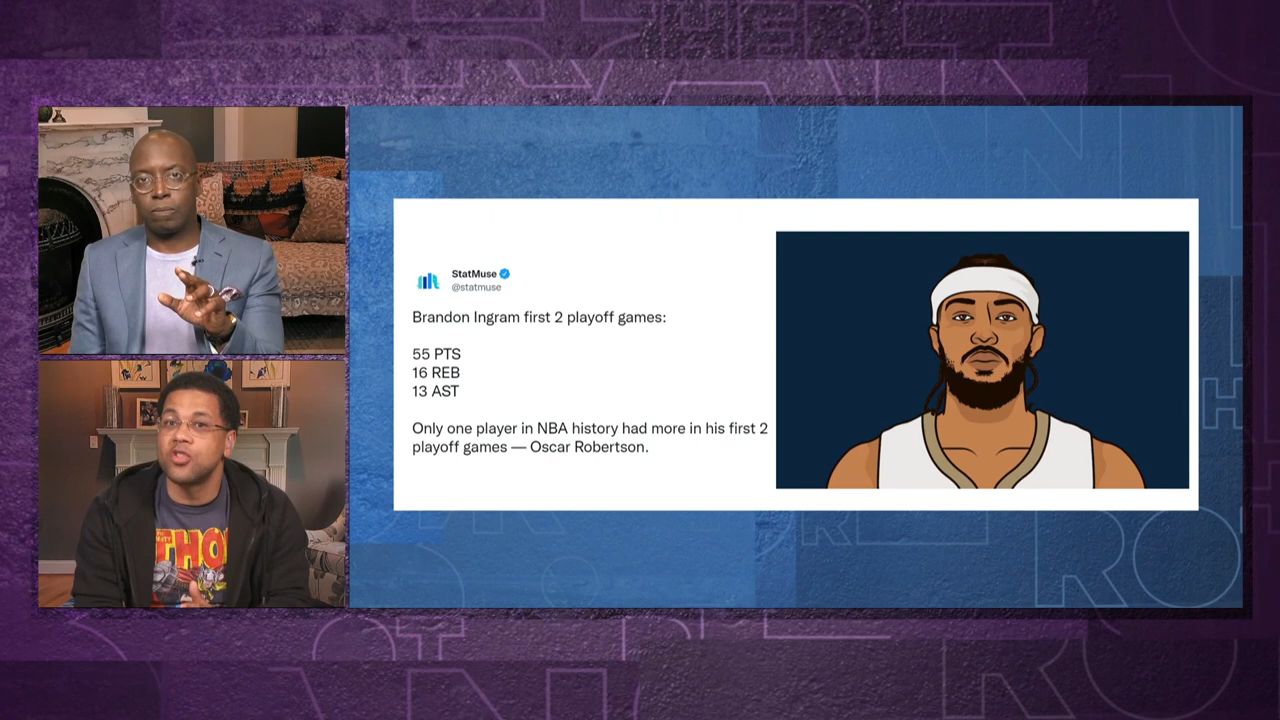 StatMuse
@statmuse
Brandon Ingram first 2 playoff games:
55 PTS
16 REB
13 AST
Only one player in NBA history had more in his first 2
playoff games — Oscar Robertson.
THO